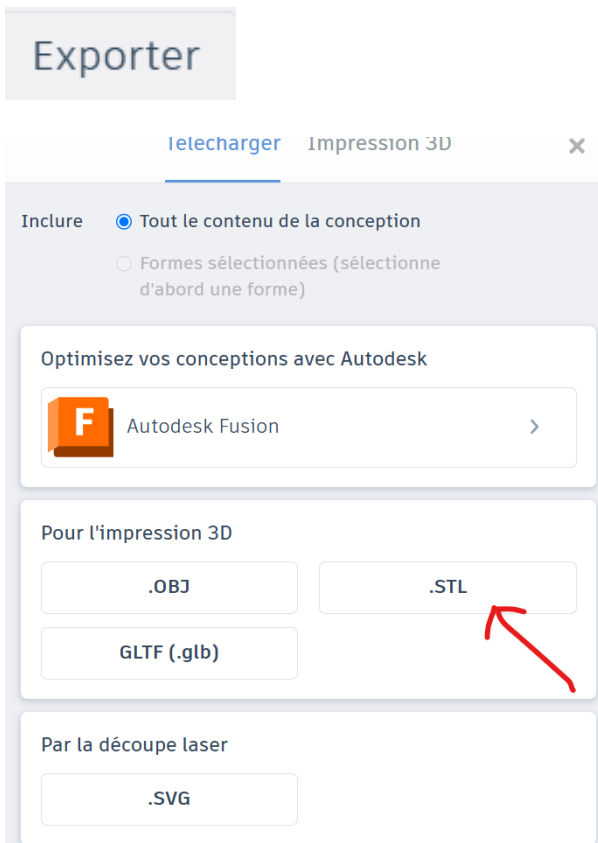 Exporter
Télécharger Impression 3D
Inclure Tout le contenu de la conception
Formes sélectionnées (sélectionne
d'abord une forme)
Optimisez vos conceptions avec Autodesk
F Autodesk Fusion
Pour l'impression 3D
.OBJ .STL
GLTF (.glb)
Par la découpe laser
.SVG